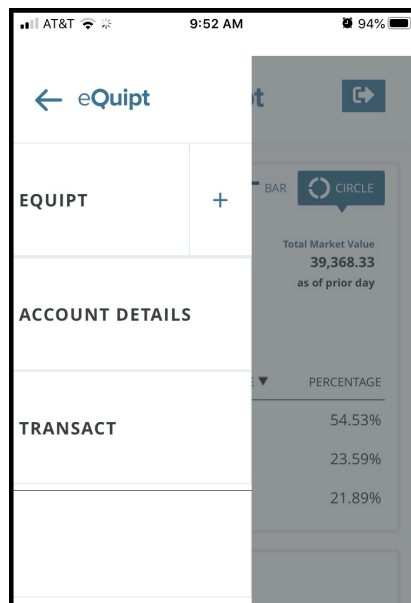 AT&T 9:52 AM 94%
eQuipt
pt
EQUIPT +
BAR CIRCLE
Total Market Value
39,368.33
as of prior day
ACCOUNT DETAILS
E ▼ PERCENTAGE
54.53%
TRANSACT
23.59%
21.89%